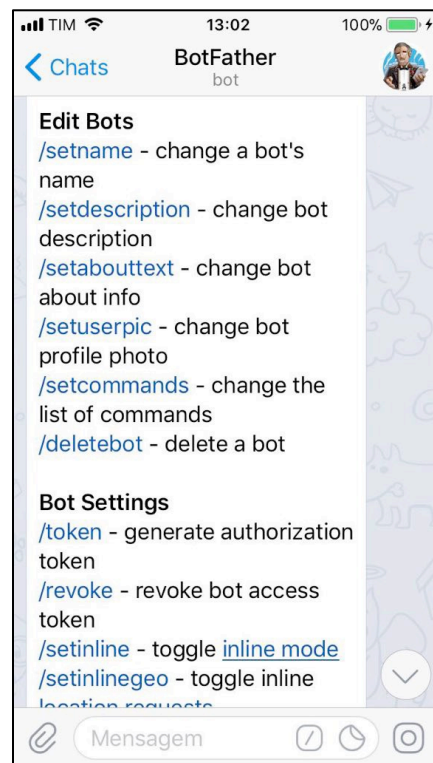 TIM 13:02 100%
Chats BotFather
bot
Edit Bots
/setname - change a bot's
name
/setdescription - change bot
description
/setabouttext - change bot
about info
/setuserpic - change bot
profile photo
/setcommands - change the
list of commands
/deletebot - delete a bot
Bot Settings
/token - generate authorization
token
/revoke - revoke bot access
token
/setinline - toggle inline mode
/setinlinegeo - toggle inline
location requests
Mensagem